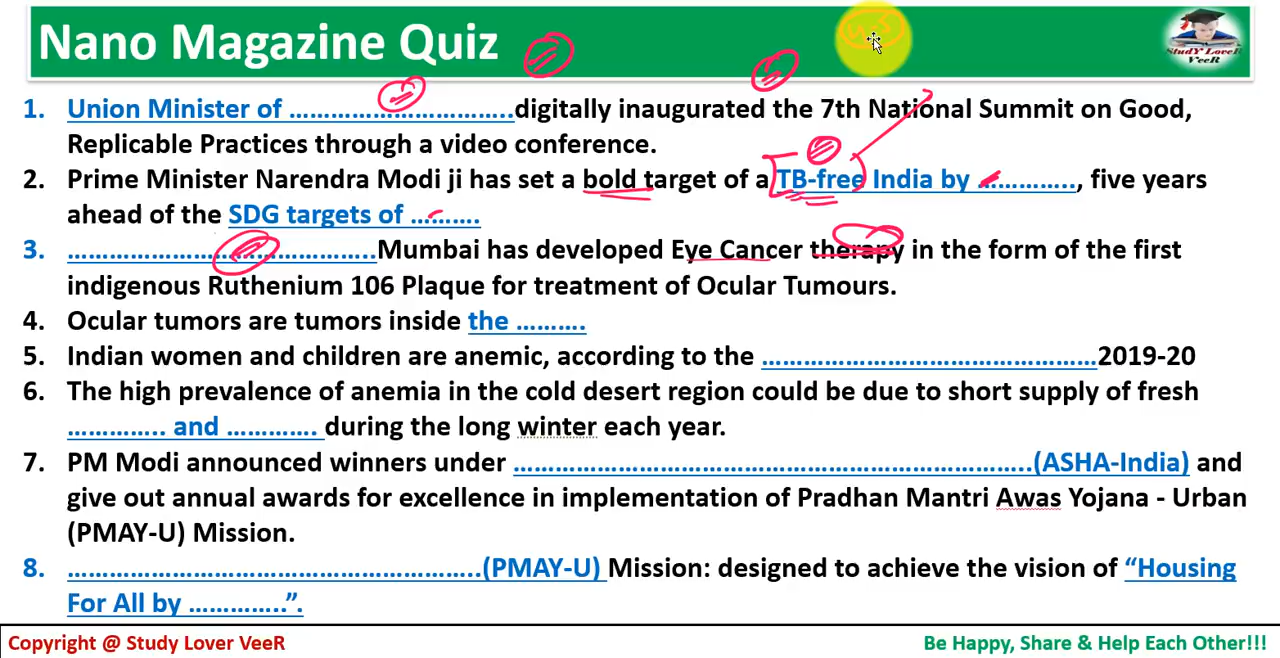 Nano Magazine Quiz
StudY LoveR
VeeR
1. Union Minister of …………………………..digitally inaugurated the 7th National Summit on Good,
Replicable Practices through a video conference.
2. Prime Minister Narendra Modi ji has set a bold target of a TB-free India by ………….., five years
ahead of the SDG targets of ……….
3. ……………………………………..Mumbai has developed Eye Cancer therapy in the form of the first
indigenous Ruthenium 106 Plaque for treatment of Ocular Tumours.
4. Ocular tumors are tumors inside the ……….
5. Indian women and children are anemic, according to the …………………………………………2019-20
6. The high prevalence of anemia in the cold desert region could be due to short supply of fresh
………….. and …………. during the long winter each year.
7. PM Modi announced winners under ………………………………………………………………..(ASHA-India) and
give out annual awards for excellence in implementation of Pradhan Mantri Awas Yojana - Urban
(PMAY-U) Mission.
8. …………………………………………………..(PMAY-U) Mission: designed to achieve the vision of “Housing
For All by …………..”.
Copyright @ Study Lover VeeR
Be Happy, Share & Help Each Other!!!